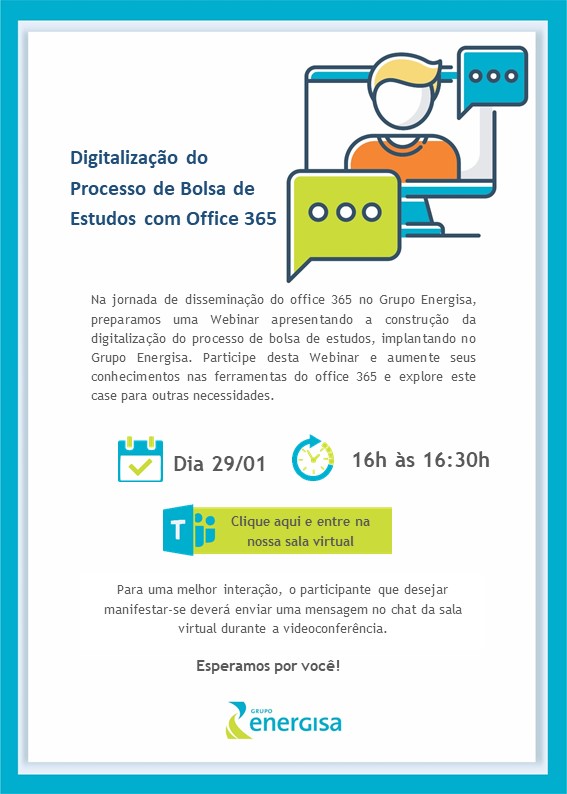 Digitalização do
Processo de Bolsa de
Estudos com Office 365
Na jornada de disseminação do office 365 no Grupo Energisa,
preparamos uma Webinar apresentando a construção da
digitalização do processo de bolsa de estudos, implantando no
Grupo Energisa. Participe desta Webinar e aumente seus
conhecimentos nas ferramentas do office 365 e explore este
case para outras necessidades.
Dia 29/01
16h às 16:30h
T
Clique aqui e entre na
nossa sala virtual
Para uma melhor interação, o participante que desejar
manifestar-se deverá enviar uma mensagem no chat da sala
virtual durante a videoconferência.
Esperamos por você!
GRUPO
energisa